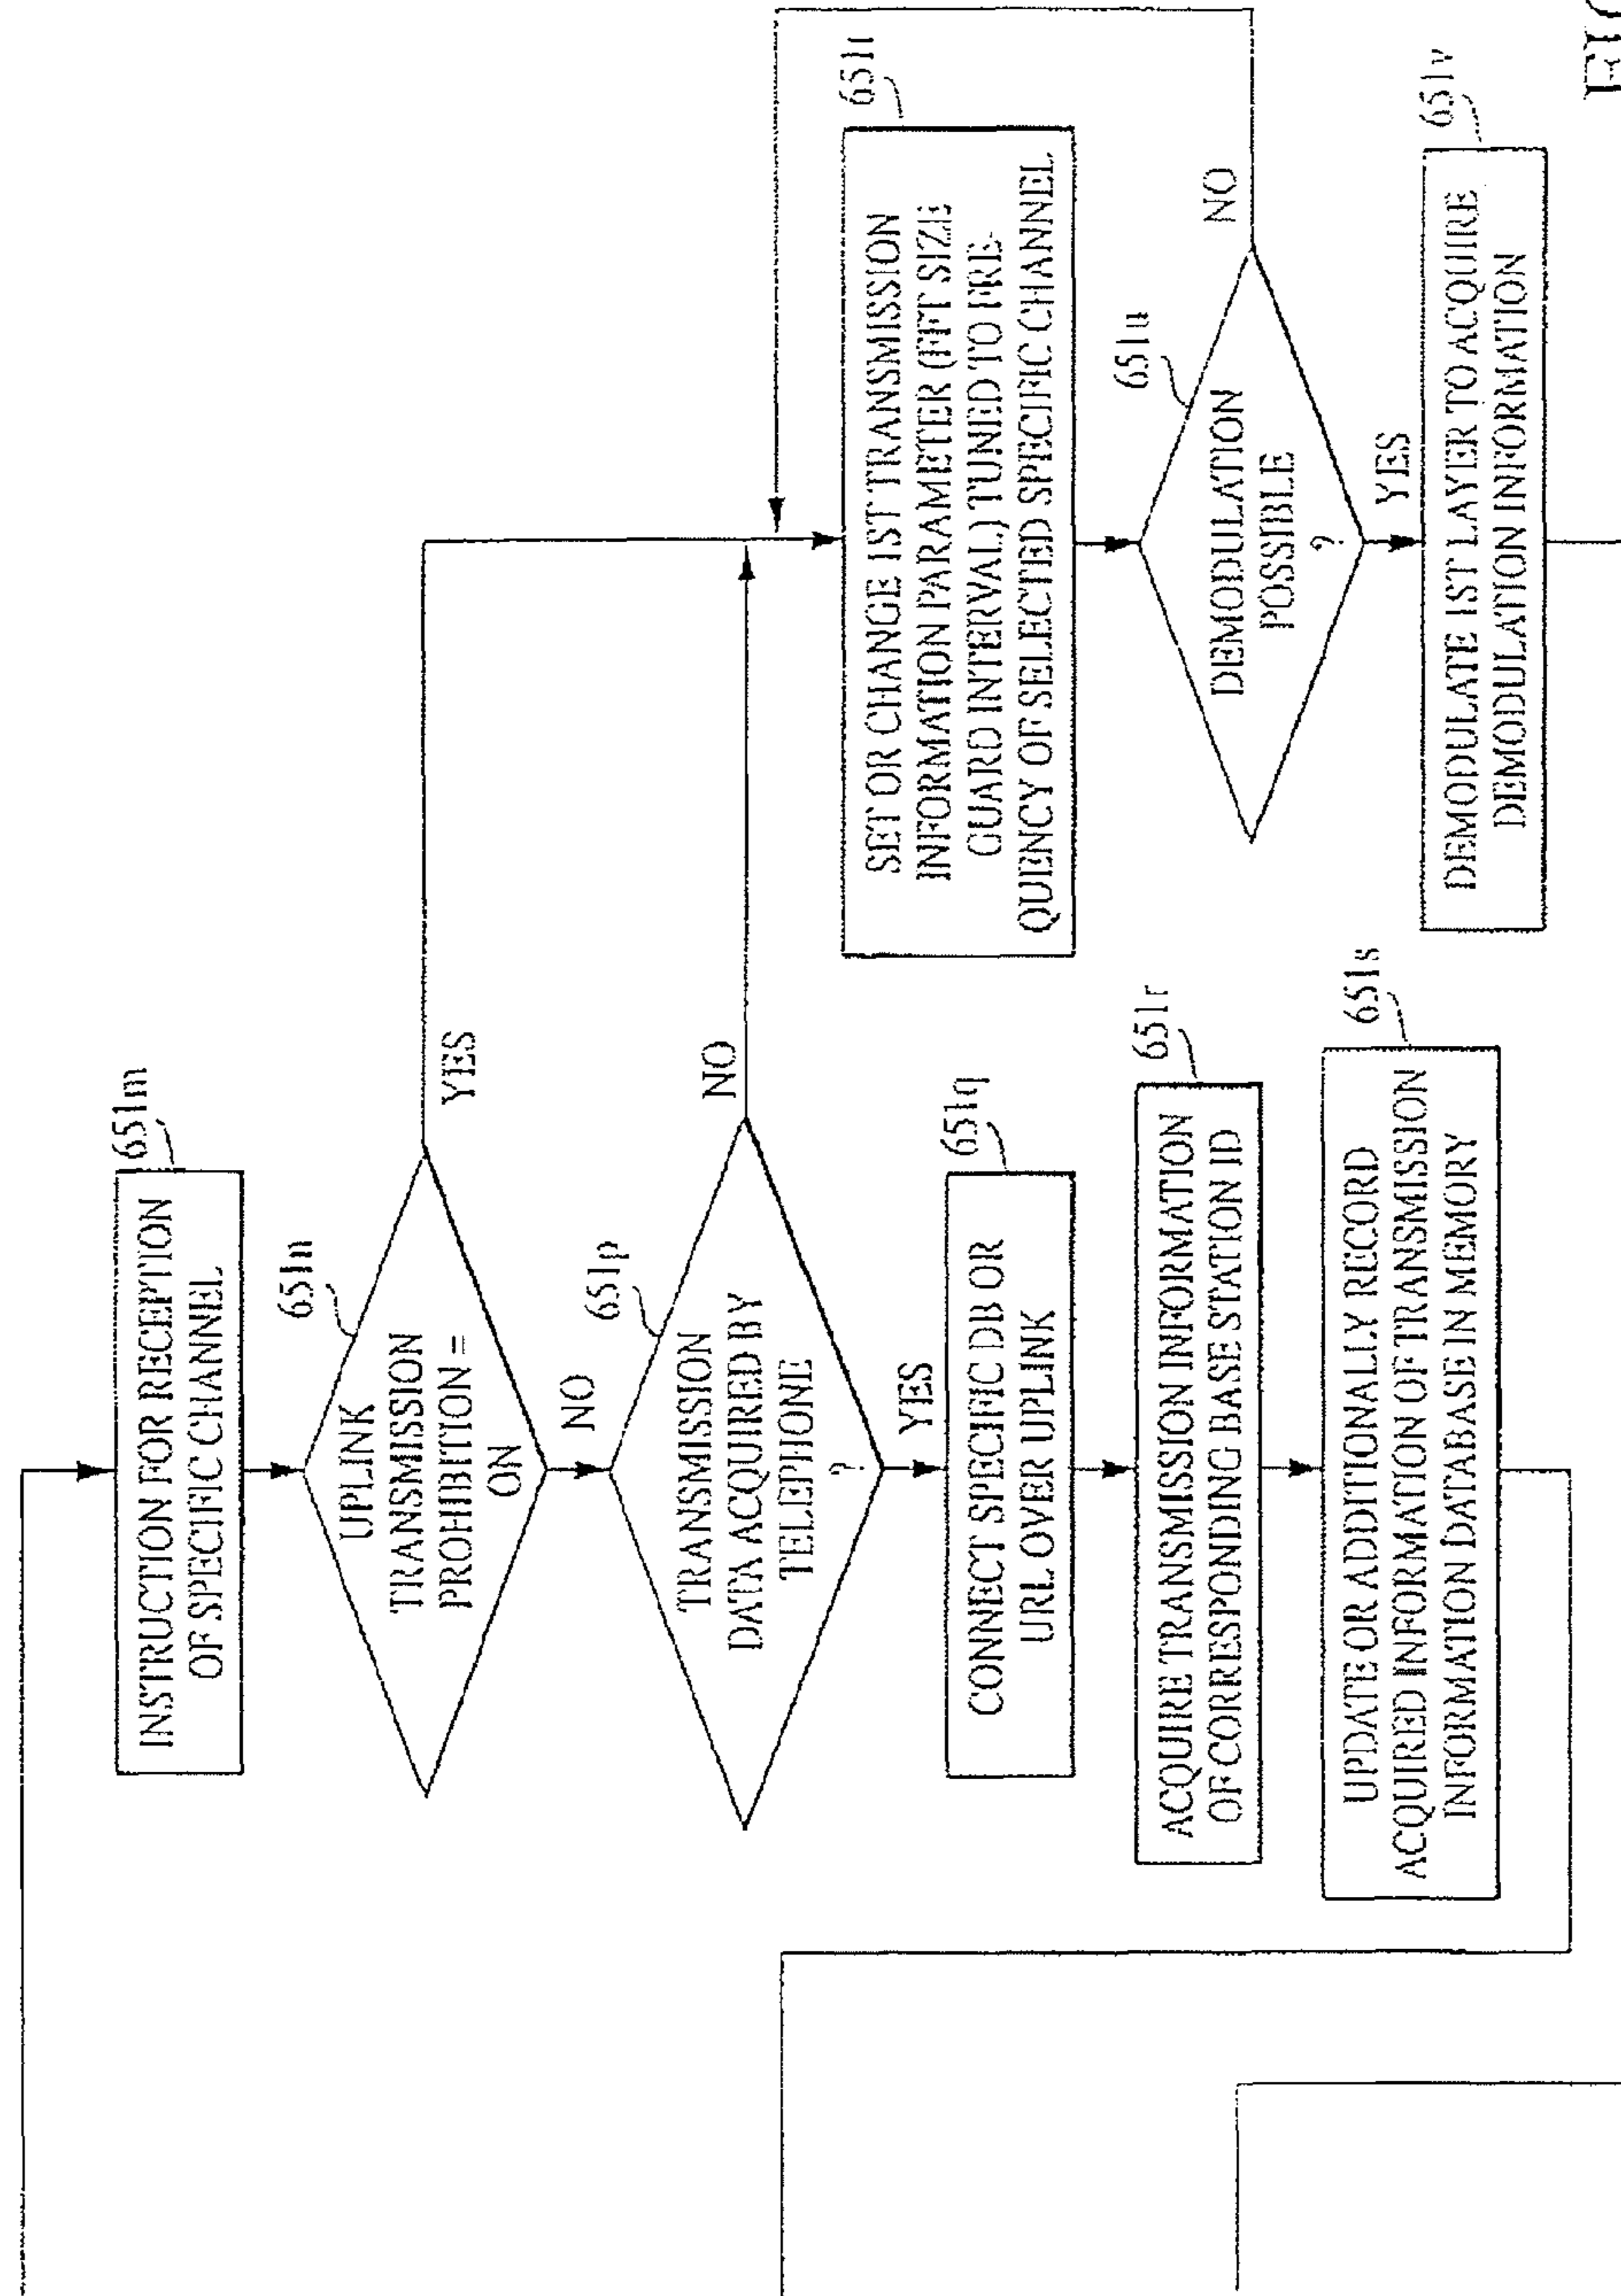 651m
INSTRUCTION FOR RECEPTION
OF SPECIFIC CHANNEL
651n
UPLINK
TRANSMISSION
PROHIBITION =
ON
YES
NO
651p
TRANSMISSION
DATA ACQUIRED BY
TELEPHONE
?
NO
YES
651q
CONNECT SPECIFIC DB OR
URL OVER UPLINK
651r
ACQUIRE TRANSMISSION INFORMATION
OF CORRESPONDING BASE STATION ID
651s
UPDATE OR ADDITIONALLY RECORD
ACQUIRED INFORMATION OF TRANSMISSION
INFORMATION DATABASE IN MEMORY
651t
SET OR CHANGE 1ST TRANSMISSION
INFORMATION PARAMETER (FFT SIZE
GUARD INTERVAL) TUNED TO FRE-
QUENCY OF SELECTED SPECIFIC CHANNEL
651u
DEMODULATION
POSSIBLE
?
NO
YES
651v
DEMODULATE 1ST LAYER TO ACQUIRE
DEMODULATION INFORMATION